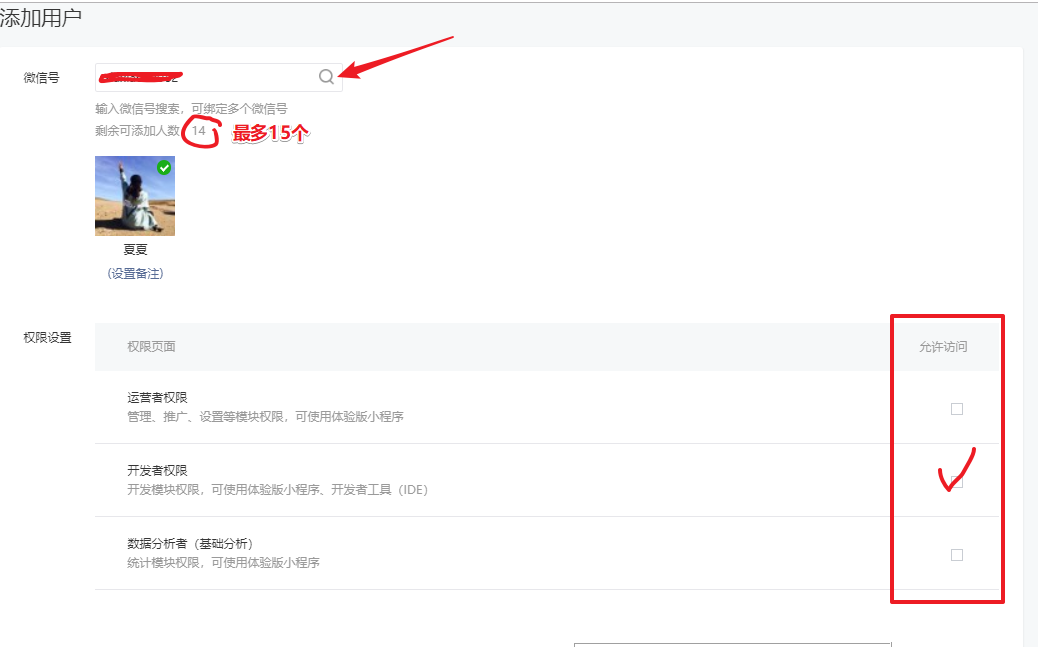 添加用户
微信号
输入微信号搜索，可绑定多个微信号
剩余可添加人数 14 最多15个
夏夏
(设置备注)
权限设置
权限页面 允许访问
运营者权限
管理、推广、设置等模块权限，可使用体验版小程序
开发者权限
开发模块权限，可使用体验版小程序、开发者工具（IDE）
数据分析者（基础分析）
统计模块权限，可使用体验版小程序